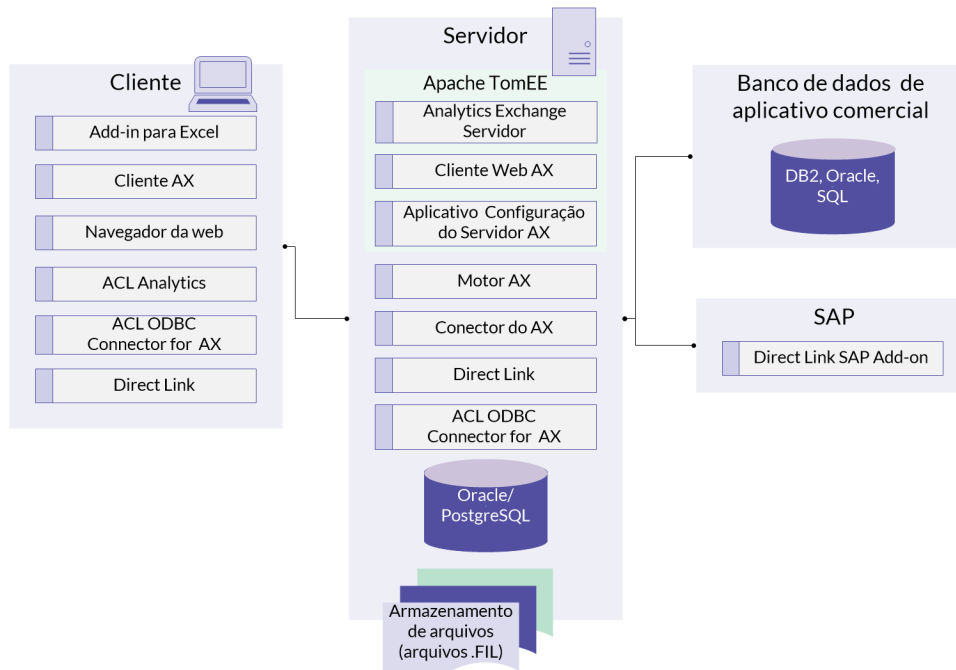 Cliente
Add-in para Excel
Cliente AX
Navegador da web
ACL Analytics
ACL ODBC
Connector for AX
Direct Link
Servidor
Apache TomEE
Analytics Exchange
Servidor
Cliente Web AX
Aplicativo Configuração
do Servidor AX
Motor AX
Conector do AX
Direct Link
ACL ODBC
Connector for AX
Oracle/
PostgreSQL
Armazenamento
de arquivos
(arquivos .FIL)
Banco de dados de
aplicativo comercial
DB2, Oracle,
SQL
SAP
Direct Link SAP Add-on